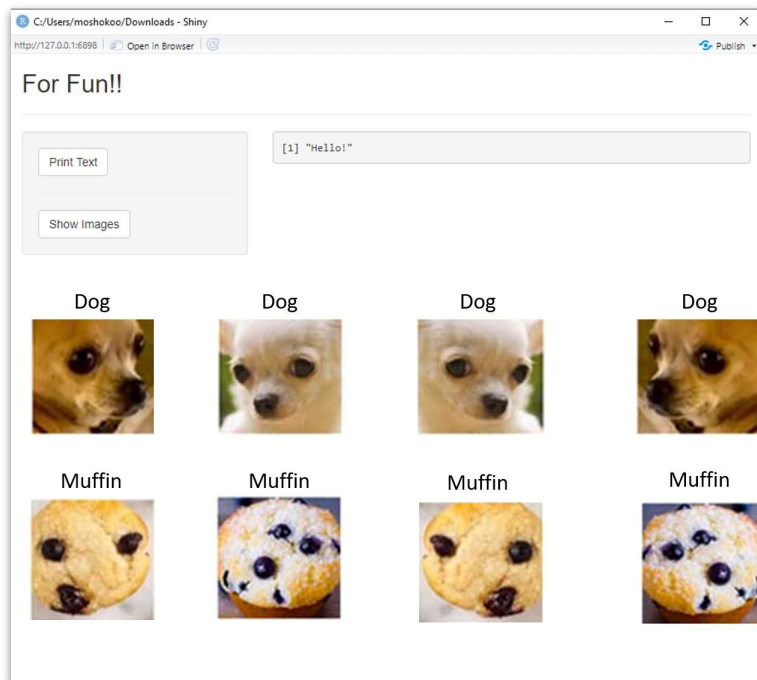 C:/Users/moshokoo/Downloads - Shiny
http://127.0.0.1:6898 Open in Browser Publish
For Fun!!
Print Text
[1] "Hello!"
Show Images
Dog Dog Dog Dog
Muffin Muffin Muffin Muffin